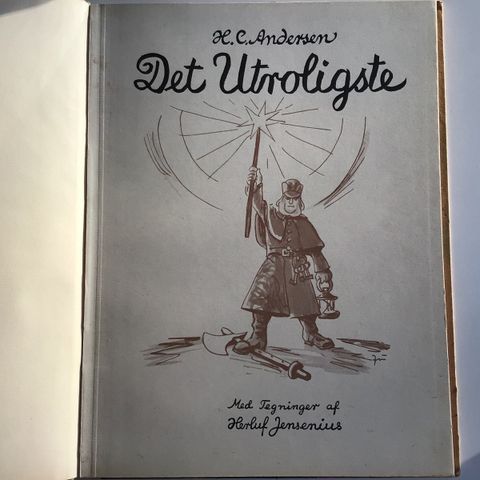 H.C. Andersen
Det Utroligste
Med Tegninger af
Herluf Jensenius